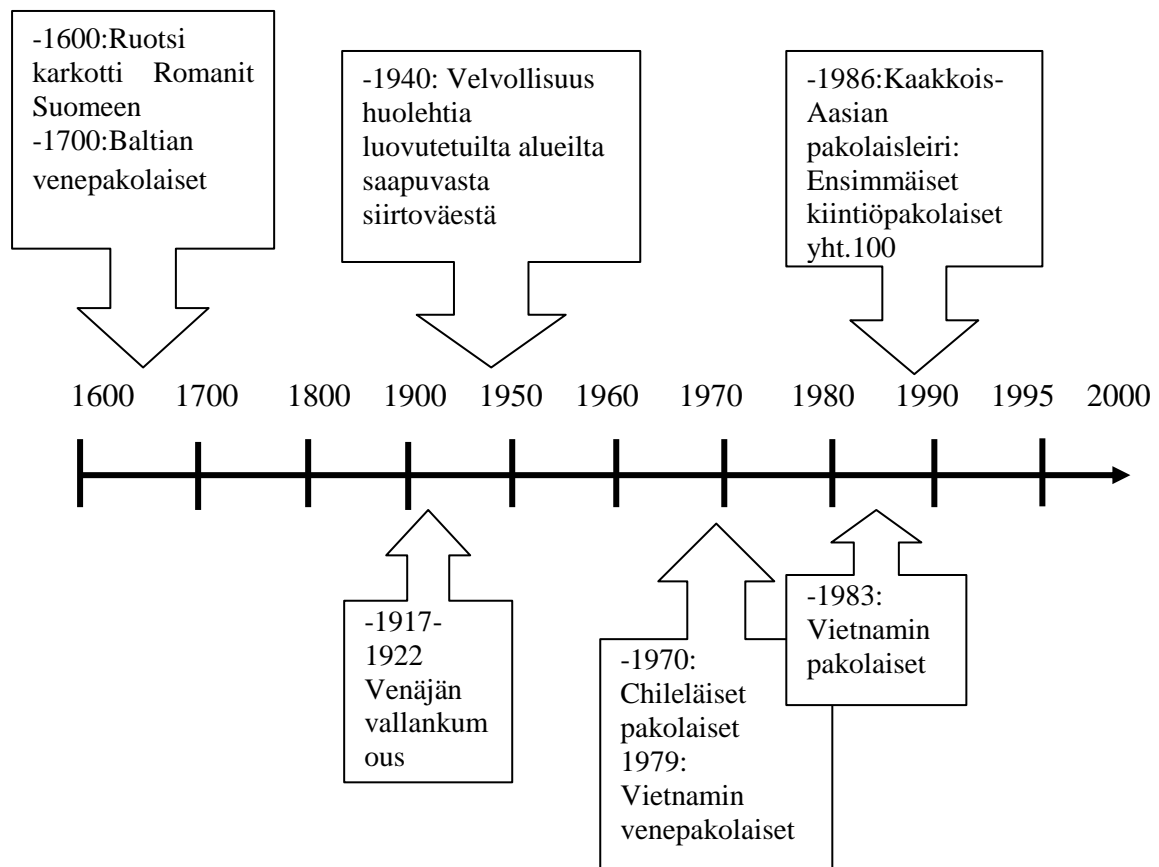 -1600:Ruotsi
karkotti Romanit
Suomeen
-1700:Baltian
venepakolaiset
-1940: Velvollisuus
huolehtia
luovutetuilta alueilta
saapuvasta
siirtoväestä
-1986:Kaakkois-
Aasian
pakolaisleiri:
Ensimmäiset
kiintiöpakolaiset
yht.100
1600 1700 1800 1900 1950 1960 1970 1980 1990 1995 2000
-1917-
1922
Venäjän
vallankum
ous
-1970:
Chileläiset
pakolaiset
1979:
Vietnamin
venepakolaiset
-1983:
Vietnamin
pakolaiset